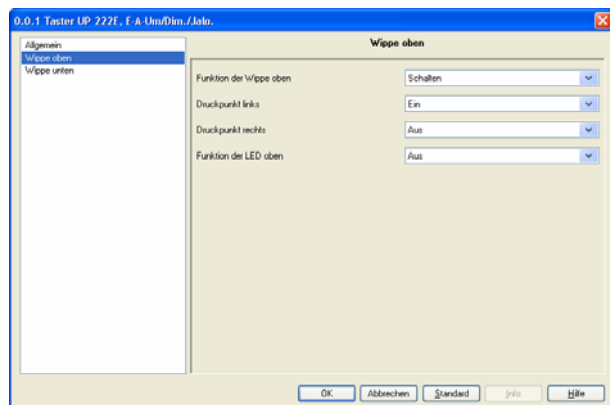 0.0.1 Taster UP 222E, E-A-Um/Dim./Jalo.
Allgemein
Wippe oben
Wippe unten
Wippe oben
Funktion der Wippe oben
Schalten
Druckpunkt links
Ein
Druckpunkt rechts
Aus
Funktion der LED oben
Aus
OK
Abbrechen
Standard
Info
Hilfe